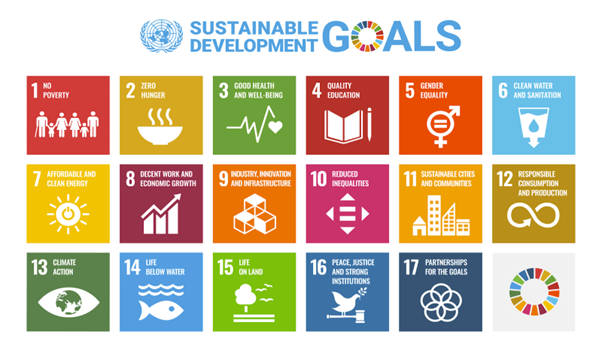 SUSTAINABLE
DEVELOPMENT
GOALS
1 NO
POVERTY
2 ZERO
HUNGER
3 GOOD HEALTH
AND WELL-BEING
4 QUALITY
EDUCATION
5 GENDER
EQUALITY
6 CLEAN WATER
AND SANITATION
7 AFFORDABLE AND
CLEAN ENERGY
8 DECENT WORK AND
ECONOMIC GROWTH
9 INDUSTRY, INNOVATION
AND INFRASTRUCTURE
10 REDUCED
INEQUALITIES
11 SUSTAINABLE CITIES
AND COMMUNITIES
12 RESPONSIBLE
CONSUMPTION
AND PRODUCTION
13 CLIMATE
ACTION
14 LIFE
BELOW WATER
15 LIFE
ON LAND
16 PEACE, JUSTICE
AND STRONG
INSTITUTIONS
17 PARTNERSHIPS
FOR THE GOALS